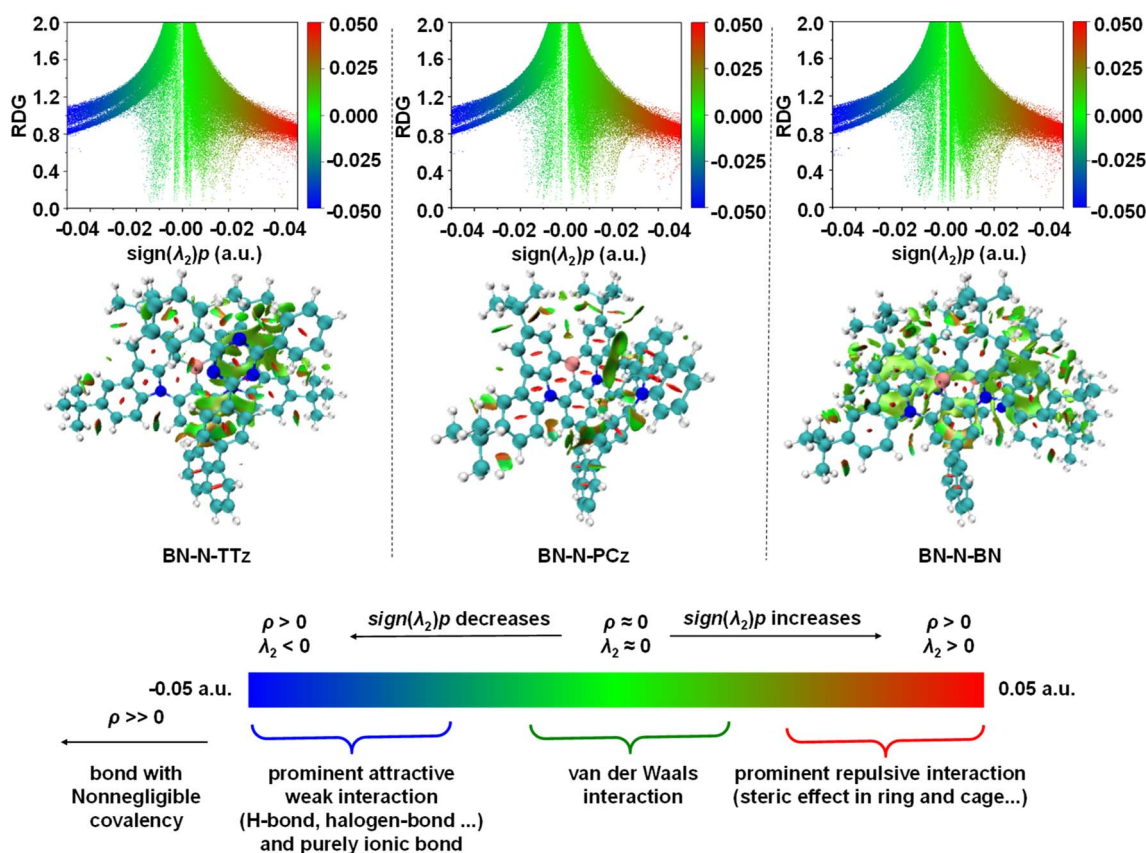 2.0
1.6
1.2
0.8
0.4
0.0
RDG
-0.04 -0.02 -0.00 -0.02 -0.04
sign(λ2)p (a.u.)
0.050
0.025
0.000
-0.025
-0.050
2.0
1.6
1.2
0.8
0.4
0.0
RDG
-0.04 -0.02 -0.00 -0.02 -0.04
sign(λ2)p (a.u.)
0.050
0.025
0.000
-0.025
-0.050
2.0
1.6
1.2
0.8
0.4
0.0
RDG
-0.04 -0.02 -0.00 -0.02 -0.04
sign(λ2)p (a.u.)
0.050
0.025
0.000
-0.025
-0.050
BN-N-TTz
BN-N-PCz
BN-N-BN
ρ > 0
λ2 < 0
sign(λ2)p decreases
ρ ≈ 0
λ2 ≈ 0
sign(λ2)p increases
ρ > 0
λ2 > 0
-0.05 a.u.
0.05 a.u.
ρ >> 0
bond with
Nonnegligible
covalency
prominent attractive
weak interaction
(H-bond, halogen-bond ...)
and purely ionic bond
van der Waals
interaction
prominent repulsive interaction
(steric effect in ring and cage...)